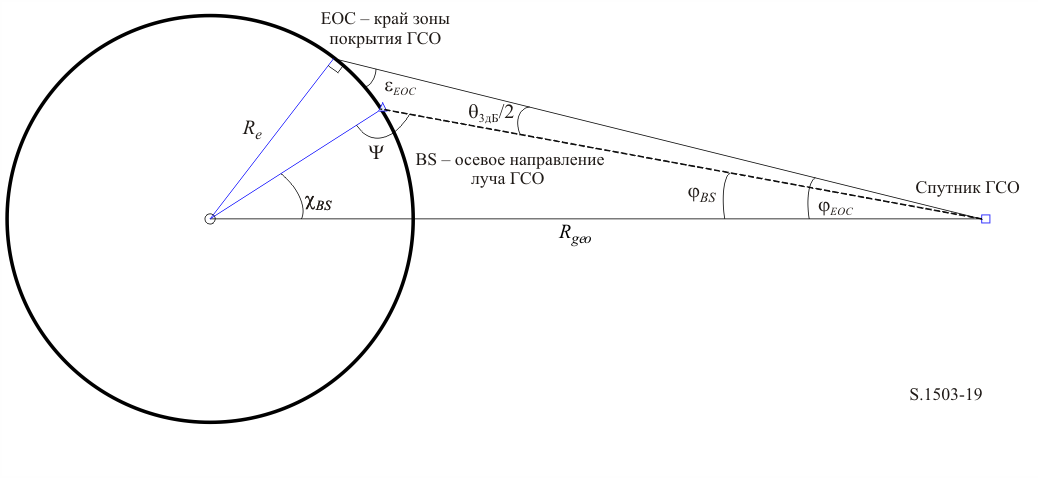 EOC – край зоны
покрытия ГСО
ε_EOC
θ_3дБ/2
R_e
Ψ
BS – осевое направление
луча ГСО
χ_BS
φ_BS
φ_EOC
Спутник ГСО
R_geo
S.1503-19